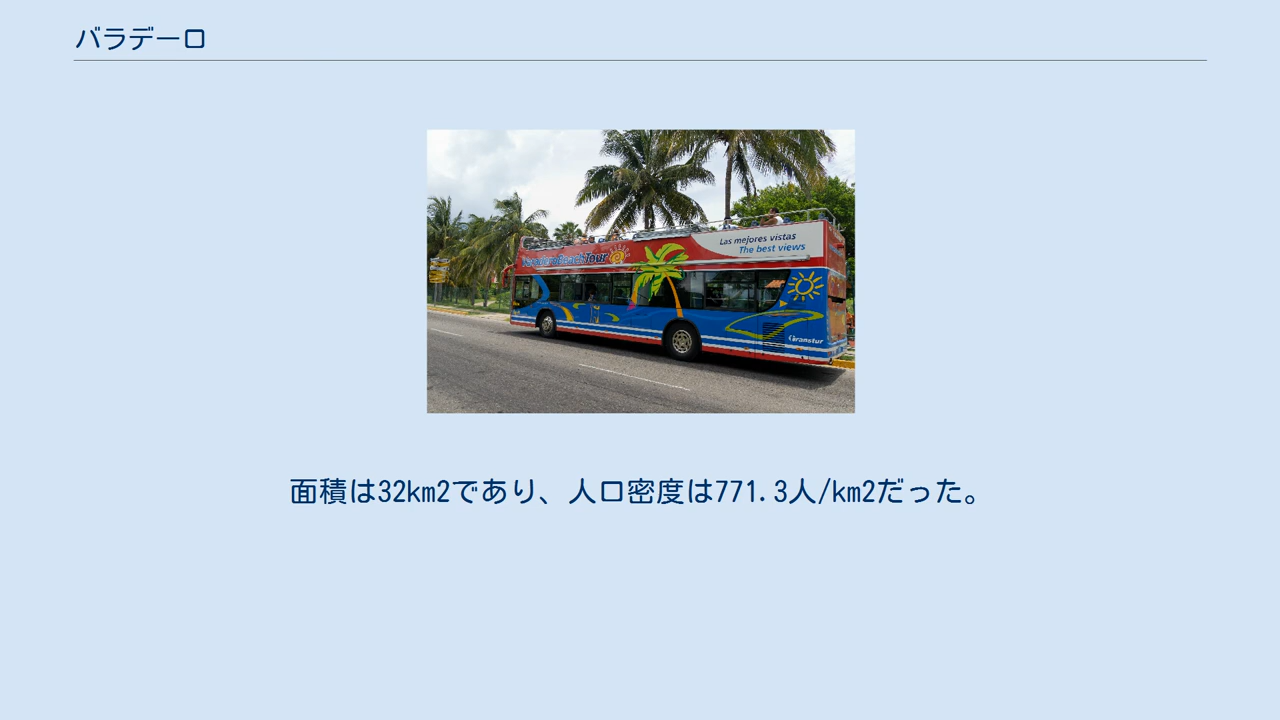 バラデーロ
Las mejores vistas
The best views
VaraderoBeachTour
transtur
面積は32km2であり、人口密度は771.3人/km2だった。